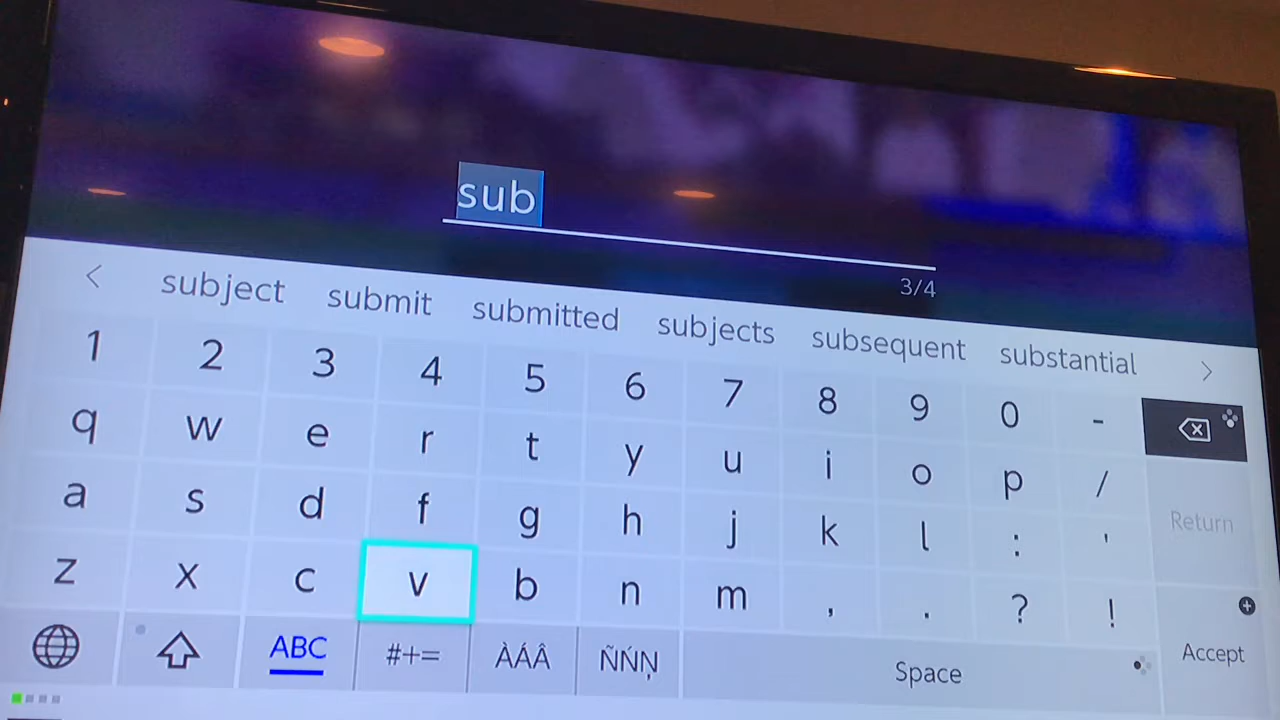 sub
3/4
subject submit submitted subjects subsequent substantial
1 2 3 4 5 6 7 8 9 0 -
q w e r t y u i o p /
a s d f g h j k l : '
z x c v b n m , . ? !
Return
ABC #+= ÀÁÂ ÑŃŅ Space
Accept